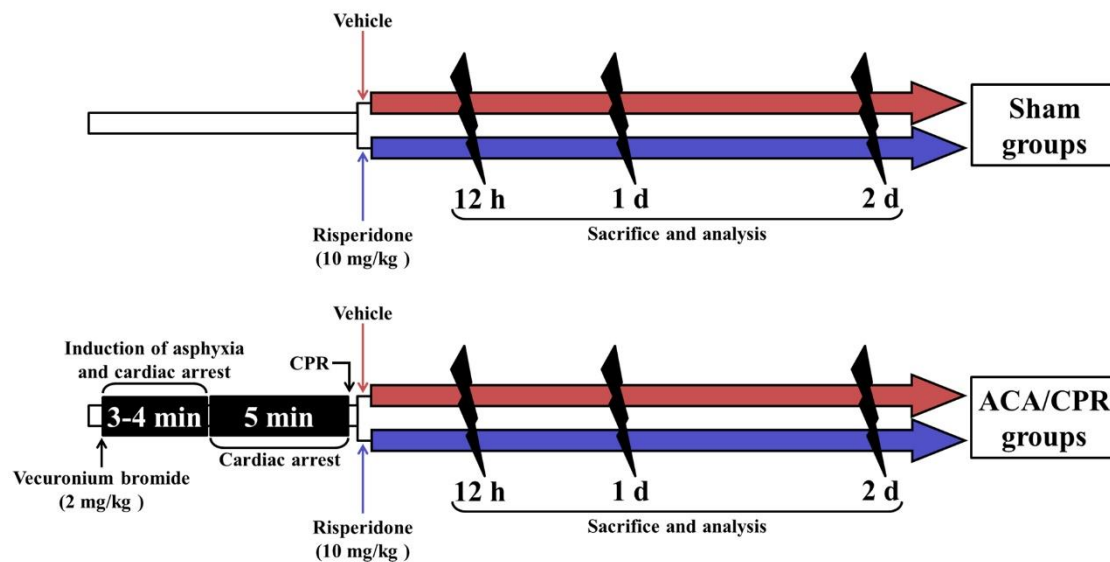 Vehicle
Sham
groups
12 h
1 d
2 d
Sacrifice and analysis
Risperidone
(10 mg/kg )
Vehicle
Induction of asphyxia
and cardiac arrest
CPR
3-4 min
5 min
ACA/CPR
groups
Cardiac arrest
Vecuronium bromide
(2 mg/kg )
12 h
1 d
2 d
Sacrifice and analysis
Risperidone
(10 mg/kg )